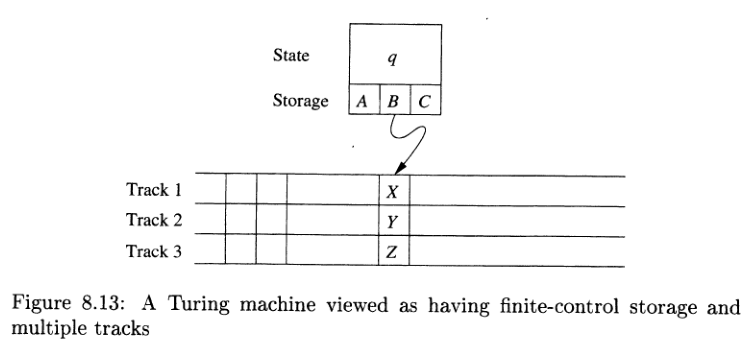 State q
Storage A B C
Track 1 X
Track 2 Y
Track 3 Z
Figure 8.13: A Turing machine viewed as having finite-control storage and
multiple tracks